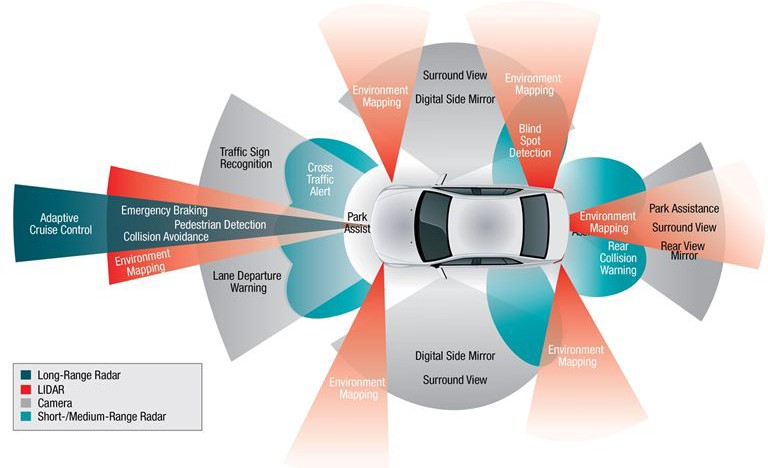 Surround View
Digital Side Mirror
Environment
Mapping
Environment
Mapping
Blind
Spot
Detection
Traffic Sign
Recognition
Cross
Traffic
Alert
Adaptive
Cruise Control
Emergency Braking
Pedestrian Detection
Collision Avoidance
Environment
Mapping
Lane Departure
Warning
Park
Assist
Environment
Mapping
Park Assistance
Surround View
Rear View
Mirror
Rear
Collision
Warning
Digital Side Mirror
Surround View
Environment
Mapping
Environment
Mapping
Long-Range Radar
LIDAR
Camera
Short-/Medium-Range Radar